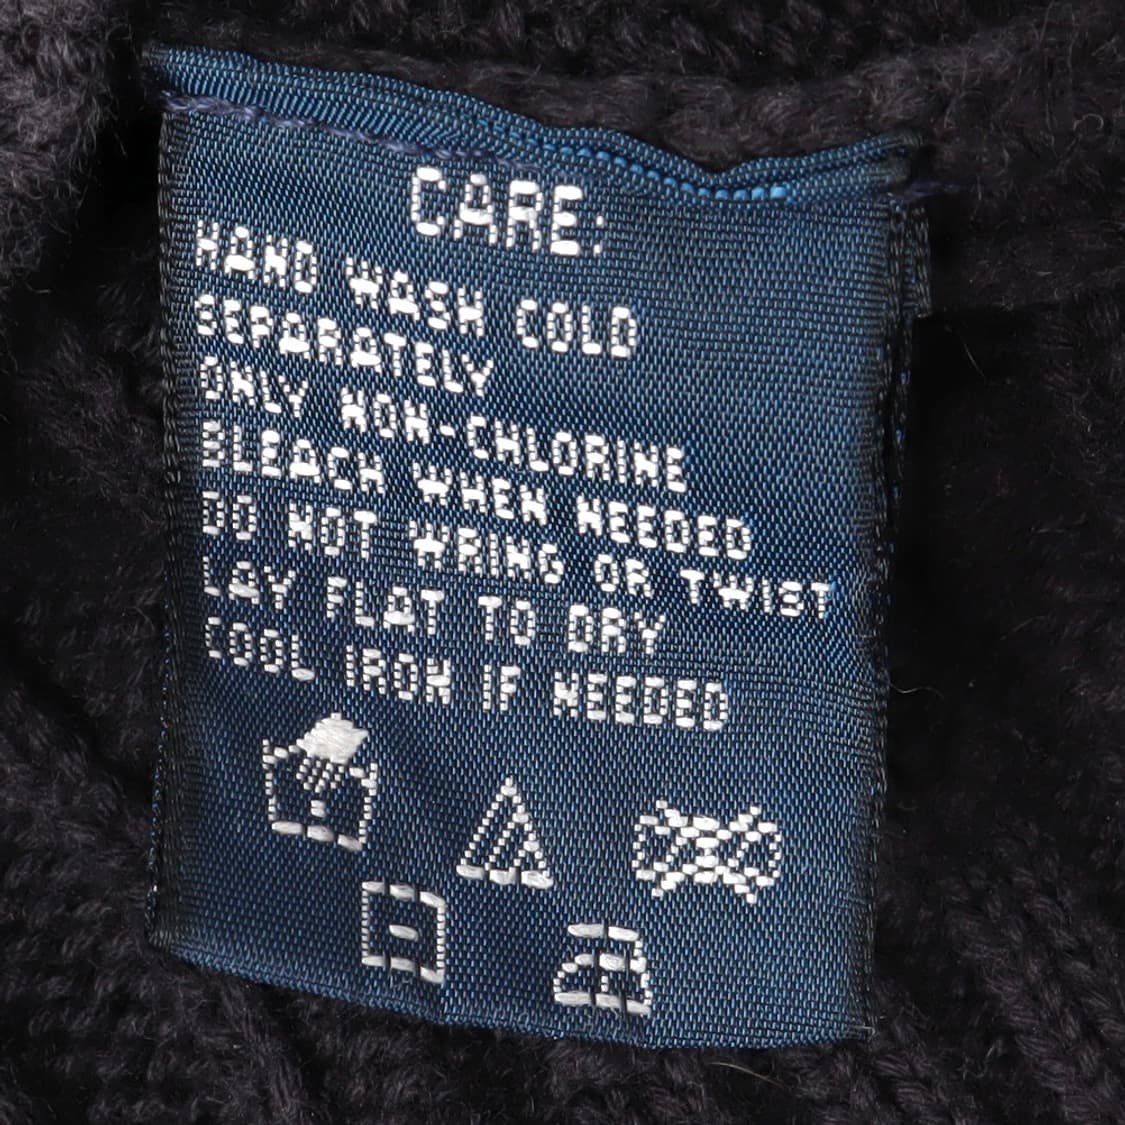 CARE:
HAND WASH COLD
SEPARATELY
ONLY NON-CHLORINE
BLEACH WHEN NEEDED
DO NOT WRING OR TWIST
LAY FLAT TO DRY
COOL IRON IF NEEDED